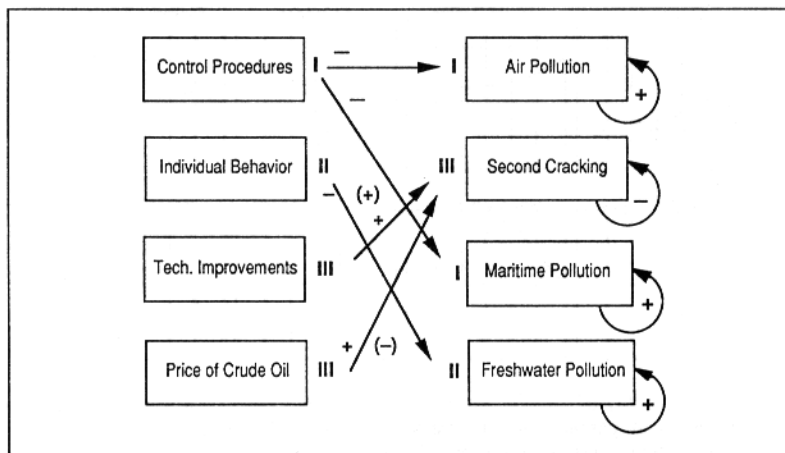 Control Procedures I — I Air Pollution +
—
Individual Behavior II III Second Cracking —
— (+)
+
Tech. Improvements III I Maritime Pollution +
+ (—)
Price of Crude Oil III II Freshwater Pollution +